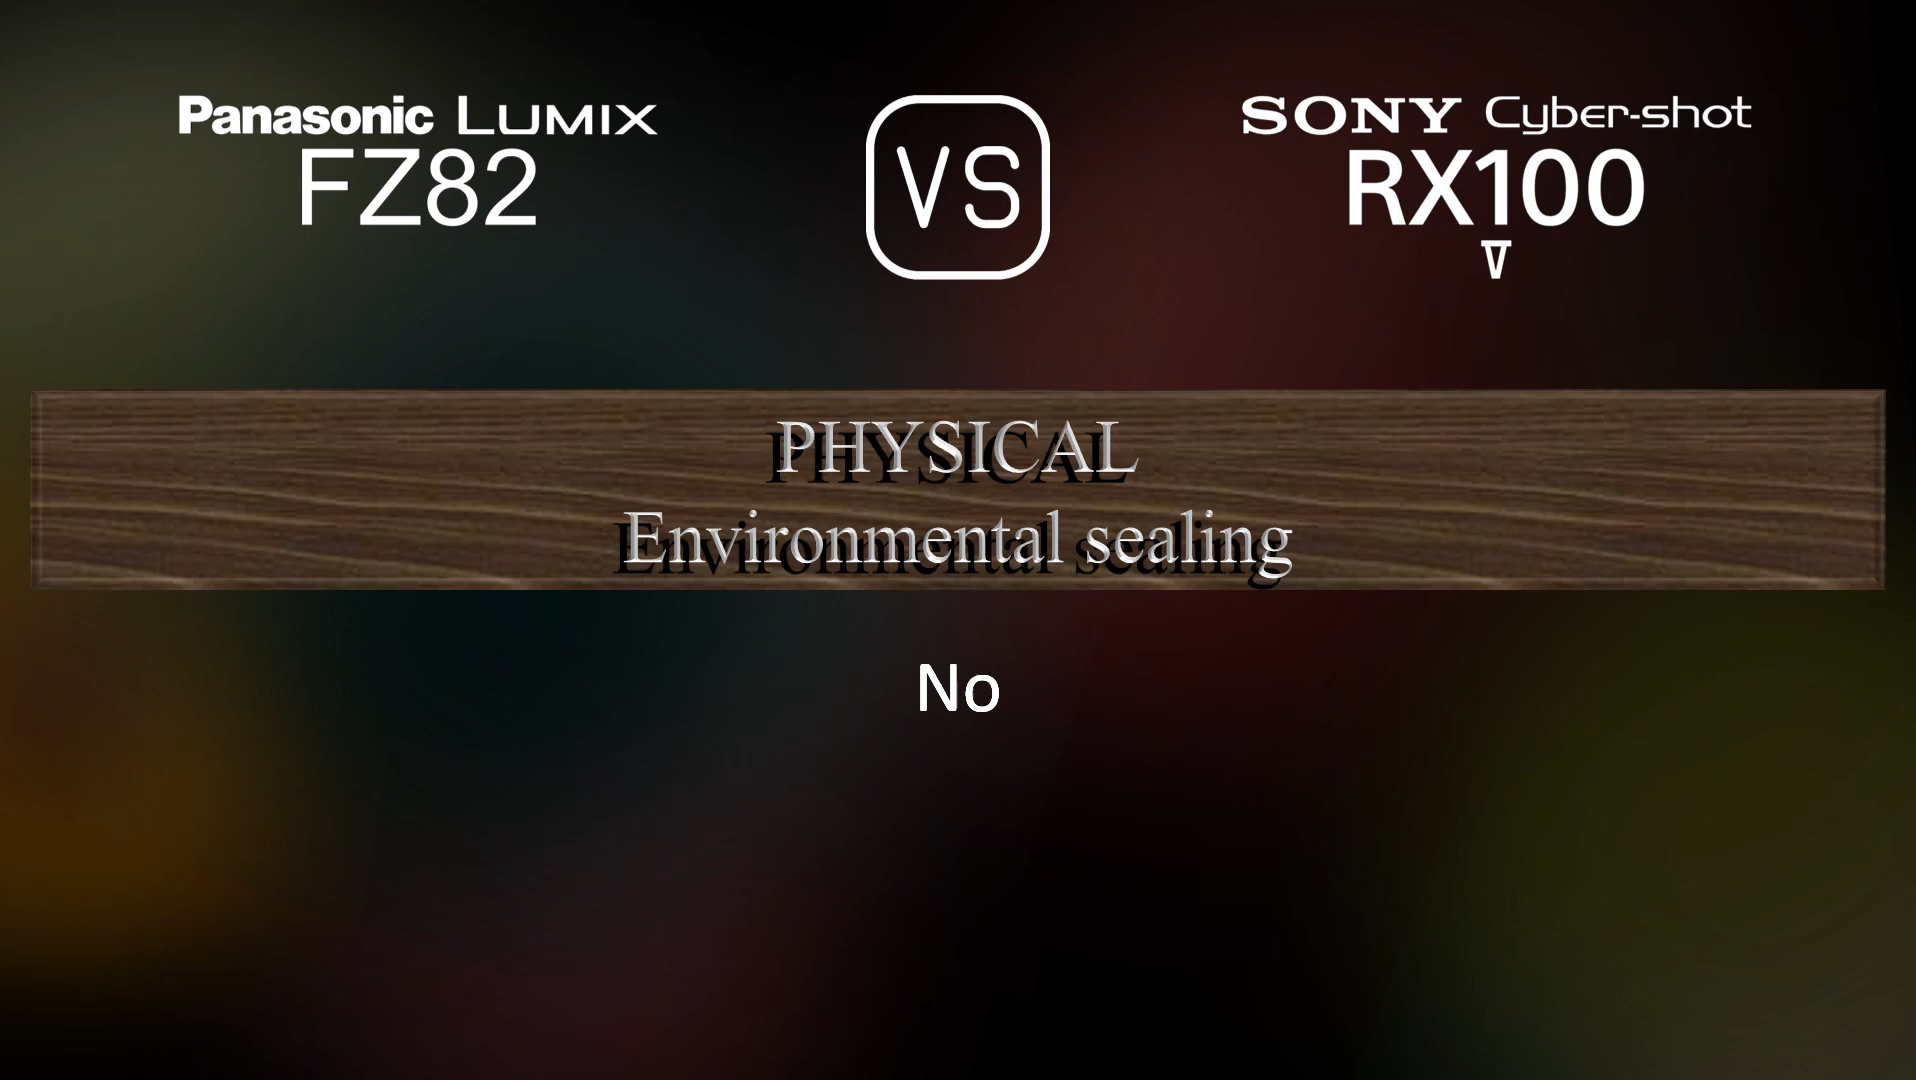 Panasonic LUMIX
FZ82
VS
SONY Cyber-shot
RX100
V
PHYSICAL
Environmental sealing
No